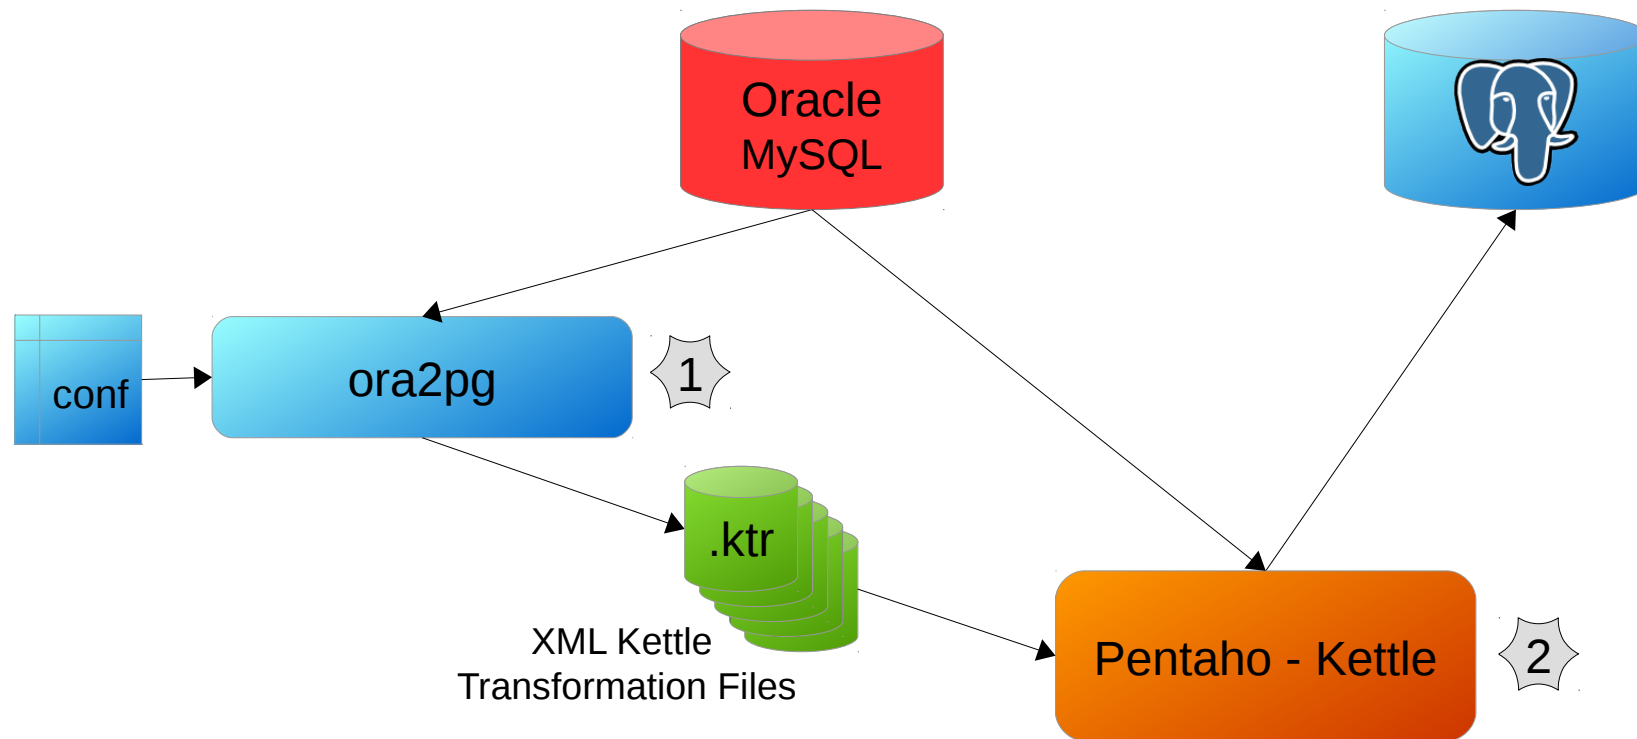 Oracle
MySQL
conf
ora2pg
1
.ktr
XML Kettle
Transformation Files
Pentaho - Kettle
2